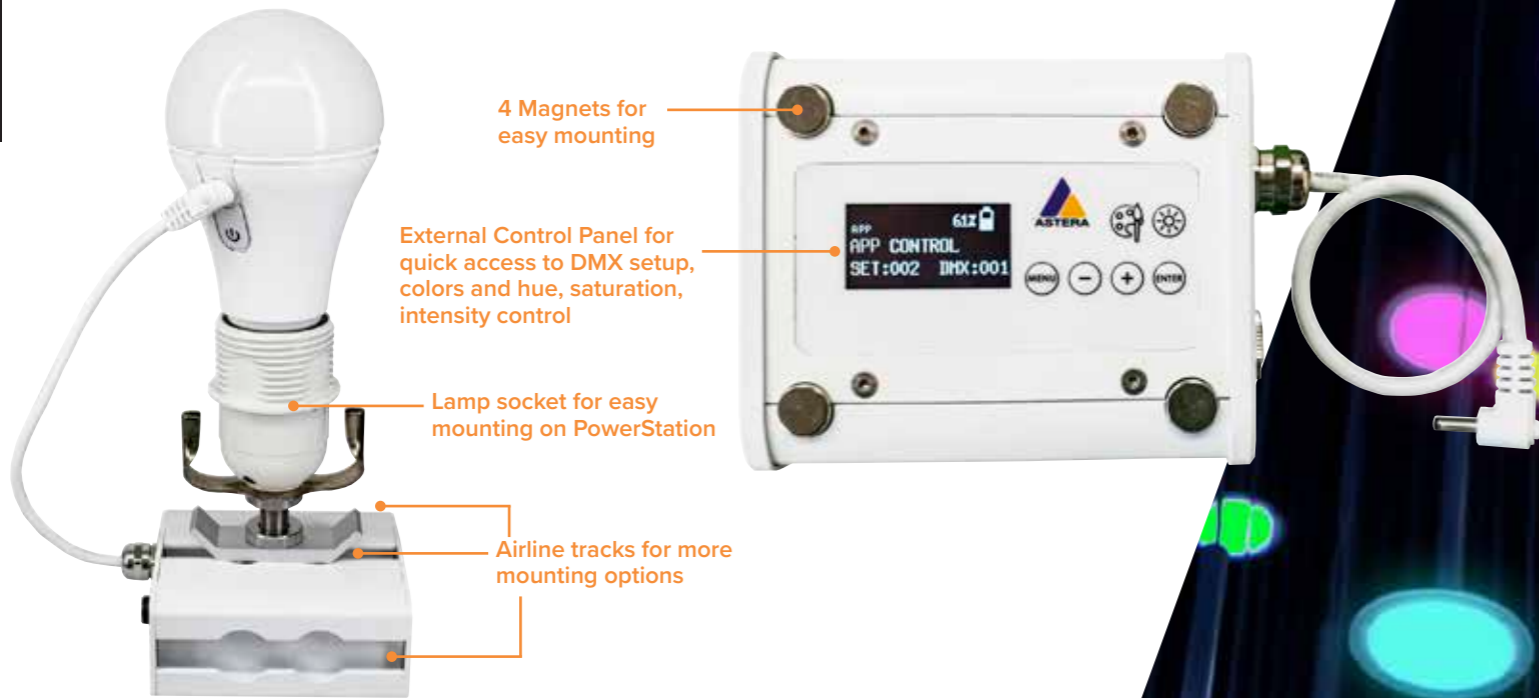 4 Magnets for
easy mounting
APP
61%
APP CONTROL
SET:002 DMX:001
ASTERA
MENU
−
+
ENTER
External Control Panel for
quick access to DMX setup,
colors and hue, saturation,
intensity control
Lamp socket for easy
mounting on PowerStation
Airline tracks for more
mounting options